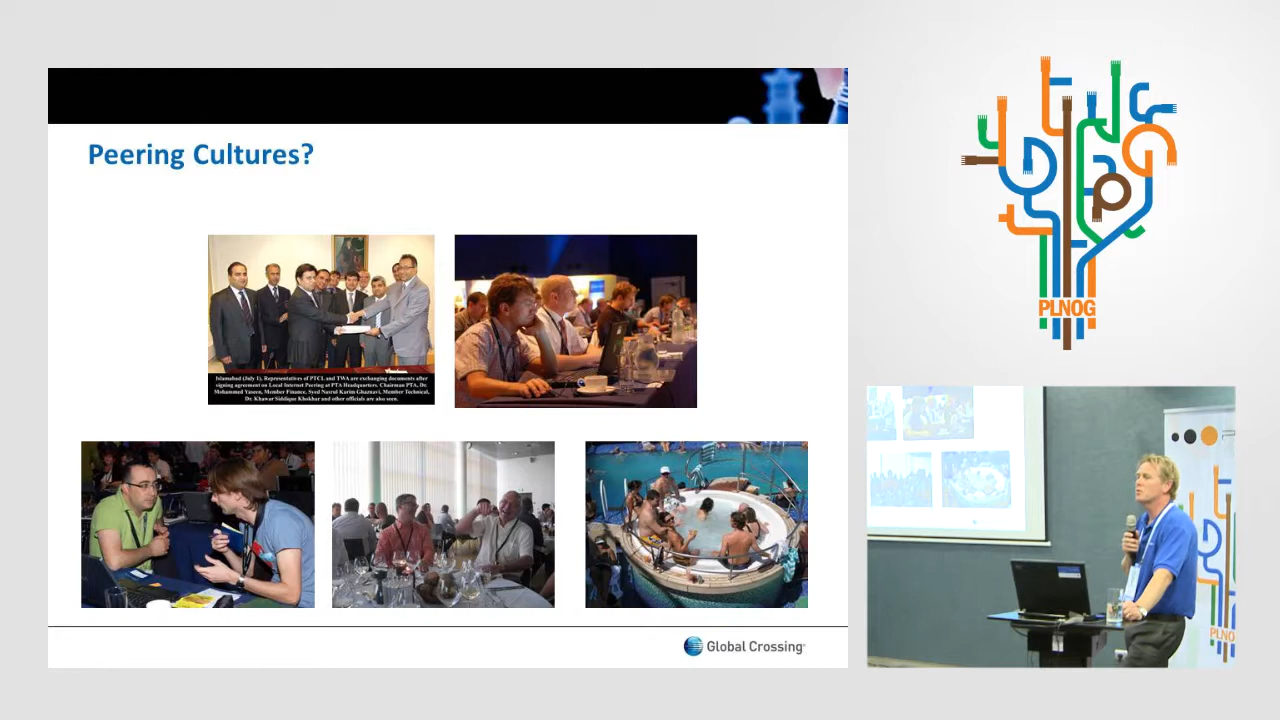 Peering Cultures?
Islamabad (July 1). Representatives of PTCL and TWA are exchanging documents after
signing agreement on Local Internet Peering at PTA Headquarters. Chairman PTA, Dr.
Mohammed Yaseen, Member Finance, Syed Nasrul Karim Ghaznavi, Member Technical,
Dr. Khawar Siddique Khokhar and other officials are also seen.
Global Crossing
PLNOG
PLNO